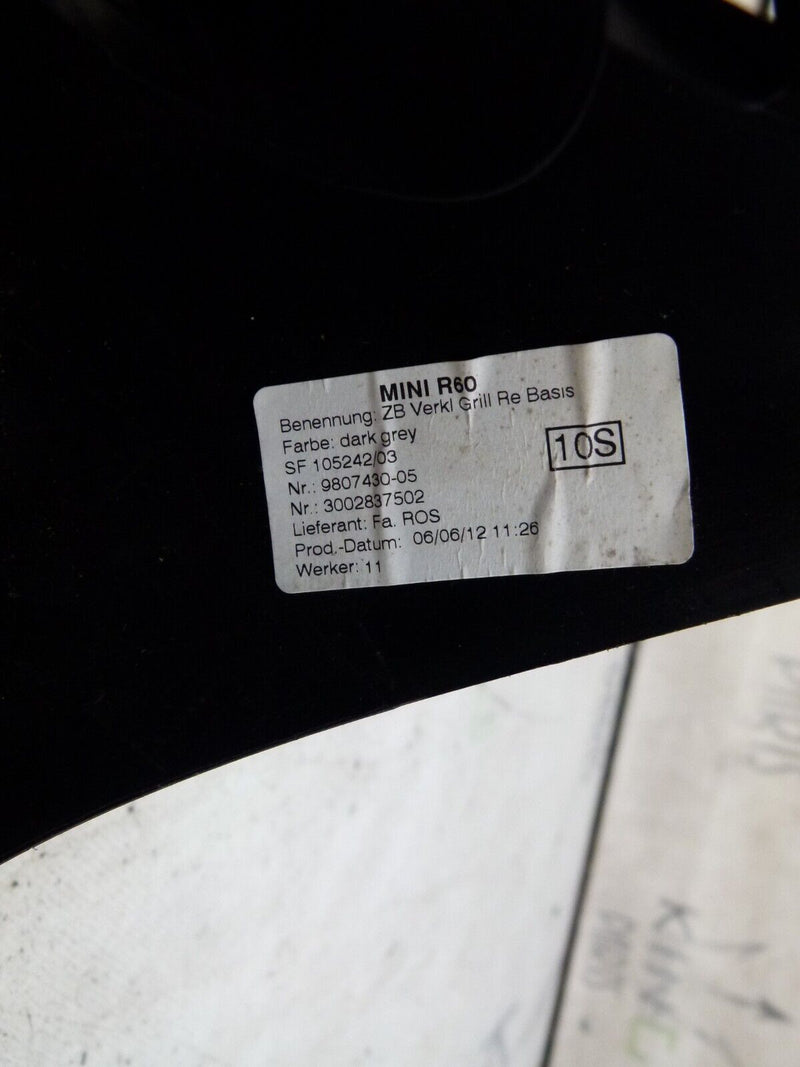 MINI R60
Benennung: ZB Verkl Grill Re Basis
Farbe: dark grey
SF 105242/03
10S
Nr.: 9807430-05
Nr.: 3002837502
Lieferant: Fa. ROS
Prod.-Datum: 06/06/12 11:26
Werker: 11